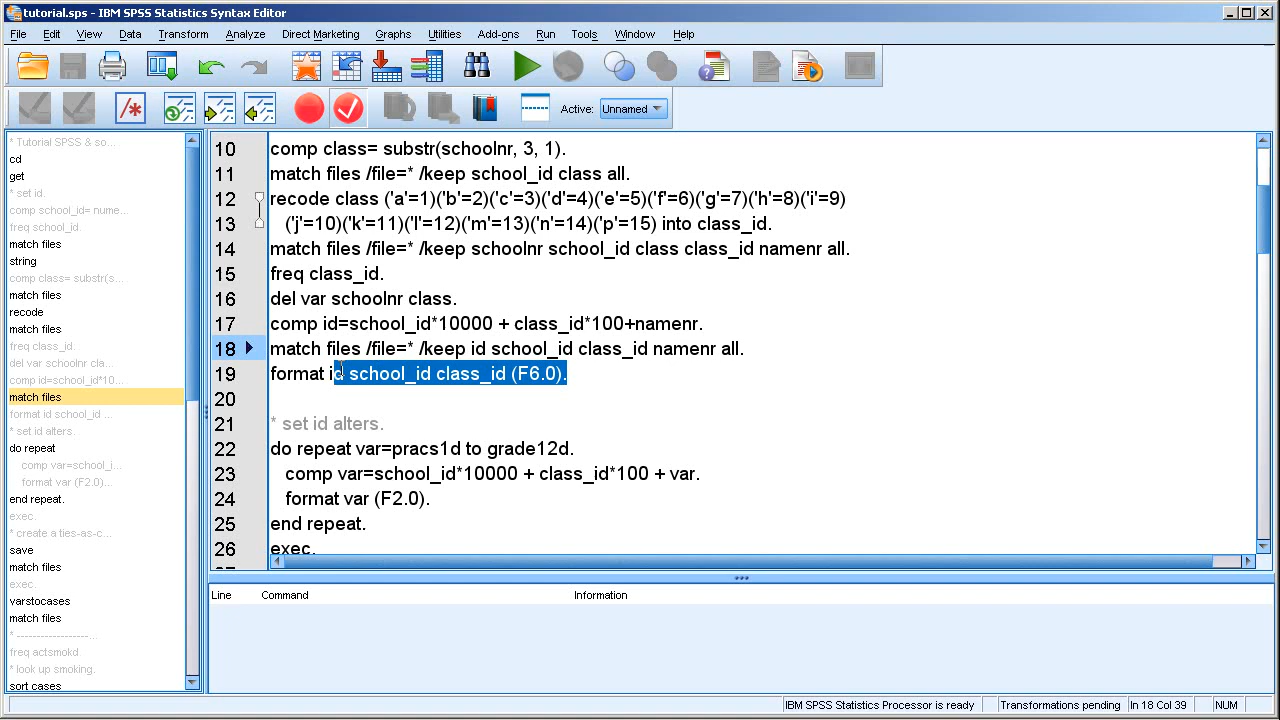 tutorial.sps - IBM SPSS Statistics Syntax Editor
File Edit View Data Transform Analyze Direct Marketing Graphs Utilities Add-ons Run Tools Window Help
Active: Unnamed
* Tutorial SPSS & so...
cd
get
* set id.
comp school_id= nume...
freq school_id.
match files
string
comp class= substr(s...
match files
recode
match files
freq class_id.
del var schoolnr cla...
comp id=school_id*10...
match files
format id school_id ...
* set id alters.
do repeat
comp var=school_i...
format var (F2.0)...
end repeat.
exec.
* create a ties-as-c...
save
match files
exec.
varstocases
match files
* ------------------...
freq actsmokd.
* look up smoking.
sort cases
10 comp class= substr(schoolnr, 3, 1).
11 match files /file=* /keep school_id class all.
12 recode class ('a'=1)('b'=2)('c'=3)('d'=4)('e'=5)('f'=6)('g'=7)('h'=8)('i'=9)
13 ('j'=10)('k'=11)('l'=12)('m'=13)('n'=14)('p'=15) into class_id.
14 match files /file=* /keep schoolnr school_id class class_id namenr all.
15 freq class_id.
16 del var schoolnr class.
17 comp id=school_id*10000 + class_id*100+namenr.
18 match files /file=* /keep id school_id class_id namenr all.
19 format id school_id class_id (F6.0).
20
21 * set id alters.
22 do repeat var=pracs1d to grade12d.
23 comp var=school_id*10000 + class_id*100 + var.
24 format var (F2.0).
25 end repeat.
26 exec.
Line Command Information
IBM SPSS Statistics Processor is ready Transformations pending In 18 Col 39 NUM